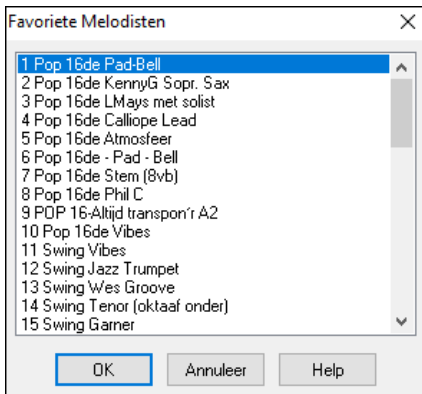 Favoriete Melodisten
1 Pop 16de Pad-Bell
2 Pop 16de KennyG Sopr. Sax
3 Pop 16de LMays met solist
4 Pop 16de Calliope Lead
5 Pop 16de Atmosfeer
6 Pop 16de - Pad - Bell
7 Pop 16de Stem (8vb)
8 Pop 16de Phil C
9 POP 16-Altijd transpon´r A2
10 Pop 16de Vibes
11 Swing Vibes
12 Swing Jazz Trumpet
13 Swing Wes Groove
14 Swing Tenor (oktaaf onder)
15 Swing Garner
OK Annuleer Help